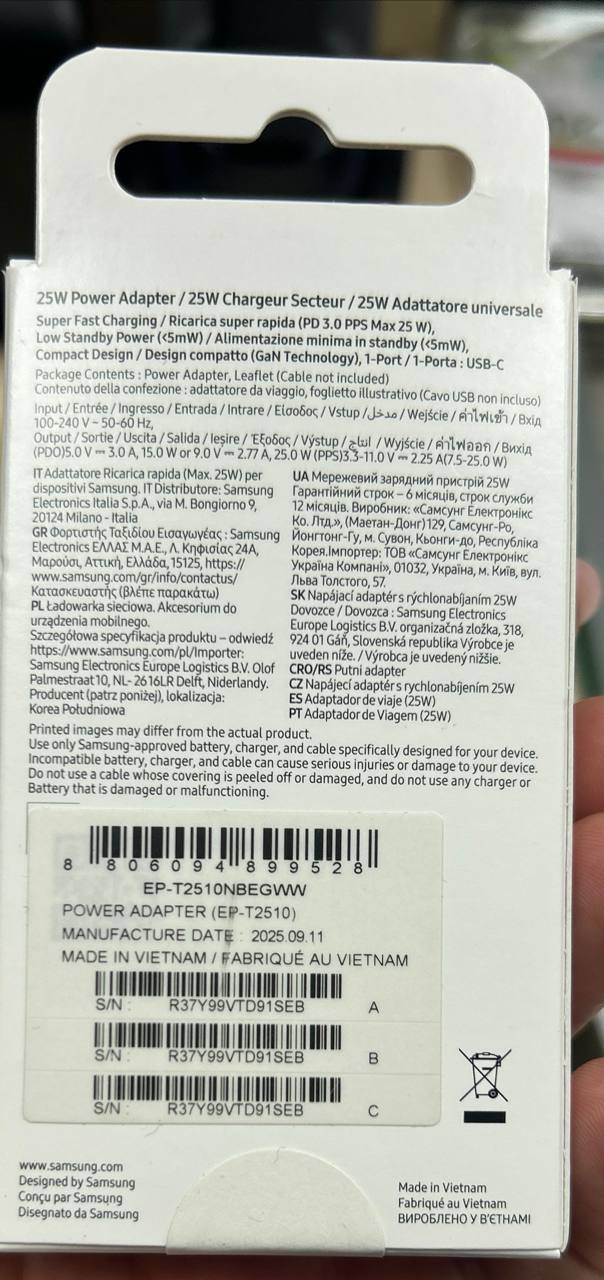 25W Power Adapter / 25W Chargeur Secteur / 25W Adattatore universale
Super Fast Charging / Ricarica super rapida (PD 3.0 PPS Max 25 W),
Low Standby Power (<5mW) / Alimentazione minima in standby (<5mW),
Compact Design / Design compatto (GaN Technology), 1-Port / 1-Porta : USB-C
Package Contents : Power Adapter, Leaflet (Cable not included)
Contenuto della confezione : adattatore da viaggio, foglietto illustrativo (Cavo USB non incluso)
Input / Entrée / Ingresso / Entrada / Intrare / Είσοδος / Vstup / مدخل / Wejście / ค่าไฟเข้า / Вхід
100-240 V ~ 50-60 Hz,
Output / Sortie / Uscita / Salida / Ieșire / Έξοδος / Výstup / / Wyjście / ค่าไฟออก / Вихід
(PDO)5.0 V ⎓ 3.0 A, 15.0 W or 9.0 V ⎓ 2.77 A, 25.0 W (PPS)3.3-11.0 V ⎓ 2.25 A(7.5-25.0 W)
IT Adattatore Ricarica rapida (Max. 25W) per
dispositivi Samsung. IT Distributore: Samsung
Electronics Italia S.p.A., via M. Bongiorno 9,
20124 Milano - Italia
GR Φορτιστής Ταξιδίου Εισαγωγέας : Samsung
Electronics ΕΛΛΑΣ Μ.Α.Ε., Λ. Κηφισίας 24Α,
Μαρούσι, Αττική, Ελλάδα, 15125, https://
www.samsung.com/gr/info/contactus/
Κατασκευαστής (βλέπε παρακάτω)
PL Ładowarka sieciowa. Akcesorium do
urządzenia mobilnego.
Szczegółowa specyfikacja produktu – odwiedź
https://www.samsung.com/pl/Importer:
Samsung Electronics Europe Logistics B.V. Olof
Palmestraat 10, NL- 2616LR Delft, Niderlandy.
Producent (patrz poniżej), lokalizacja:
Korea Południowa
UA Мережевий зарядний пристрій 25W
Гарантійний строк – 6 місяців, строк служби
12 місяців. Виробник: «Самсунг Електронікс
Ко. Лтд.», (Маетан-Донг) 129, Самсунг-Ро,
Йонгтонг-Гу, м. Сувон, Кьонги-до, Республіка
Корея.Імпортер: ТОВ «Самсунг Електронікс
Україна Компані», 01032, Україна, м. Київ, вул.
Льва Толстого, 57.
SK Napájací adaptér s rýchlonabíjaním 25W
Dovozce / Dovozca : Samsung Electronics
Europe Logistics B.V. organizačná zložka, 318,
924 01 Gáň, Slovenská republika Výrobce je
uveden níže. / Výrobca je uvedený nižšie.
CRO/RS Putni adapter
CZ Napájecí adaptér s rychlonabíjením 25W
ES Adaptador de viaje (25W)
PT Adaptador de Viagem (25W)
Printed images may differ from the actual product.
Use only Samsung-approved battery, charger, and cable specifically designed for your device.
Incompatible battery, charger, and cable can cause serious injuries or damage to your device.
Do not use a cable whose covering is peeled off or damaged, and do not use any charger or
Battery that is damaged or malfunctioning.
8 806094 899528
EP-T2510NBEGWW
POWER ADAPTER (EP-T2510)
MANUFACTURE DATE : 2025.09.11
MADE IN VIETNAM / FABRIQUÉ AU VIETNAM
S/N : R37Y99VTD91SEB A
S/N : R37Y99VTD91SEB B
S/N : R37Y99VTD91SEB C
www.samsung.com
Designed by Samsung
Conçu par Samsung
Disegnato da Samsung
Made in Vietnam
Fabriqué au Vietnam
ВИРОБЛЕНО У В'ЄТНАМІ